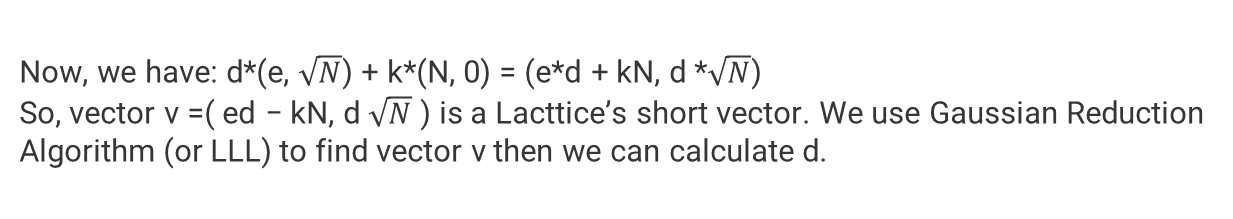 Now, we have: d*(e, √N) + k*(N, 0) = (e*d + kN, d *√N)
So, vector v =( ed − kN, d √N ) is a Lacttice’s short vector. We use Gaussian Reduction
Algorithm (or LLL) to find vector v then we can calculate d.